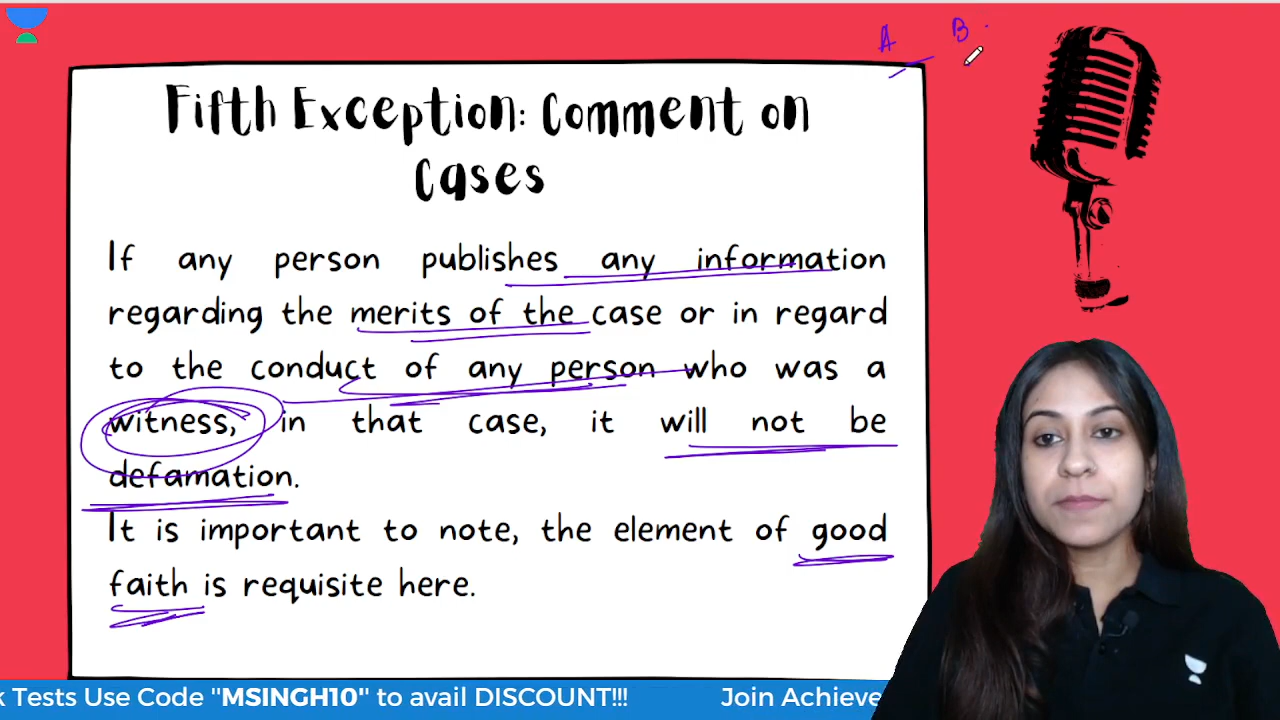 A B.
Fifth Exception: Comment on
Cases
If any person publishes any information
regarding the merits of the case or in regard
to the conduct of any person who was a
witness, in that case, it will not be
defamation.
It is important to note, the element of good
faith is requisite here.
k Tests Use Code "MSINGH10" to avail DISCOUNT!!! Join Achieve